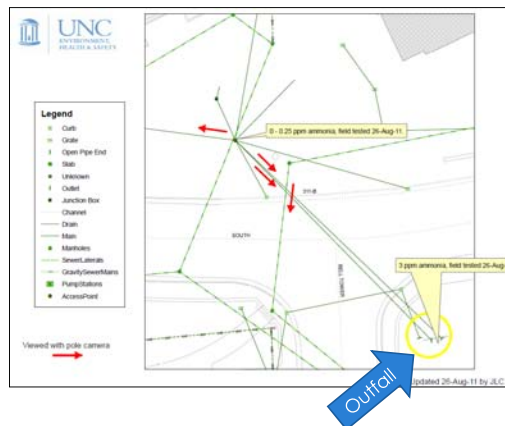 UNC
ENVIRONMENT,
HEALTH & SAFETY
Legend
Curb
Grate
Open Pipe End
Slab
Unknown
Outlet
Junction Box
Channel
Drain
Main
Manholes
SewerLaterals
GravitySewerMains
PumpStations
AccessPoint
Viewed with pole camera
0 - 0.25 ppm ammonia, field tested 26-Aug-11.
SOUTH
BELL TOWER
3 ppm ammonia, field tested 26-Aug
Outfall
Updated 26-Aug-11 by JLC